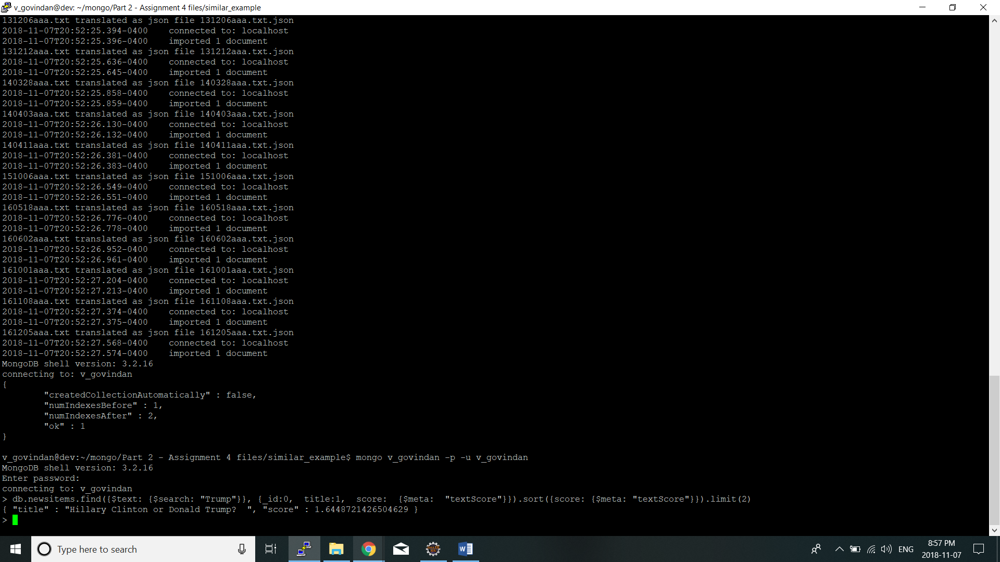 v_govindan@dev: ~/mongo/Part 2 - Assignment 4 files/similar_example
131206aaa.txt translated as json file 131206aaa.txt.json
2018-11-07T20:52:25.394-0400    connected to: localhost
2018-11-07T20:52:25.396-0400    imported 1 document
131212aaa.txt translated as json file 131212aaa.txt.json
2018-11-07T20:52:25.636-0400    connected to: localhost
2018-11-07T20:52:25.645-0400    imported 1 document
140328aaa.txt translated as json file 140328aaa.txt.json
2018-11-07T20:52:25.858-0400    connected to: localhost
2018-11-07T20:52:25.859-0400    imported 1 document
140403aaa.txt translated as json file 140403aaa.txt.json
2018-11-07T20:52:26.130-0400    connected to: localhost
2018-11-07T20:52:26.132-0400    imported 1 document
140411aaa.txt translated as json file 140411aaa.txt.json
2018-11-07T20:52:26.381-0400    connected to: localhost
2018-11-07T20:52:26.383-0400    imported 1 document
151006aaa.txt translated as json file 151006aaa.txt.json
2018-11-07T20:52:26.549-0400    connected to: localhost
2018-11-07T20:52:26.551-0400    imported 1 document
160518aaa.txt translated as json file 160518aaa.txt.json
2018-11-07T20:52:26.776-0400    connected to: localhost
2018-11-07T20:52:26.778-0400    imported 1 document
160602aaa.txt translated as json file 160602aaa.txt.json
2018-11-07T20:52:26.952-0400    connected to: localhost
2018-11-07T20:52:26.961-0400    imported 1 document
161001aaa.txt translated as json file 161001aaa.txt.json
2018-11-07T20:52:27.204-0400    connected to: localhost
2018-11-07T20:52:27.213-0400    imported 1 document
161108aaa.txt translated as json file 161108aaa.txt.json
2018-11-07T20:52:27.374-0400    connected to: localhost
2018-11-07T20:52:27.375-0400    imported 1 document
161205aaa.txt translated as json file 161205aaa.txt.json
2018-11-07T20:52:27.568-0400    connected to: localhost
2018-11-07T20:52:27.574-0400    imported 1 document
MongoDB shell version: 3.2.16
connecting to: v_govindan
{
        "createdCollectionAutomatically" : false,
        "numIndexesBefore" : 1,
        "numIndexesAfter" : 2,
        "ok" : 1
}
v_govindan@dev:~/mongo/Part 2 - Assignment 4 files/similar_example$ mongo v_govindan -p -u v_govindan
MongoDB shell version: 3.2.16
Enter password:
connecting to: v_govindan
> db.newsitems.find({$text: {$search: "Trump"}}, {_id:0,  title:1,  score:  {$meta:  "textScore"}}).sort({score: {$meta: "textScore"}}).limit(2)
{ "title" : "Hillary Clinton or Donald Trump?  ", "score" : 1.6448721426504629 }
>
Type here to search
ENG
8:57 PM
2018-11-07